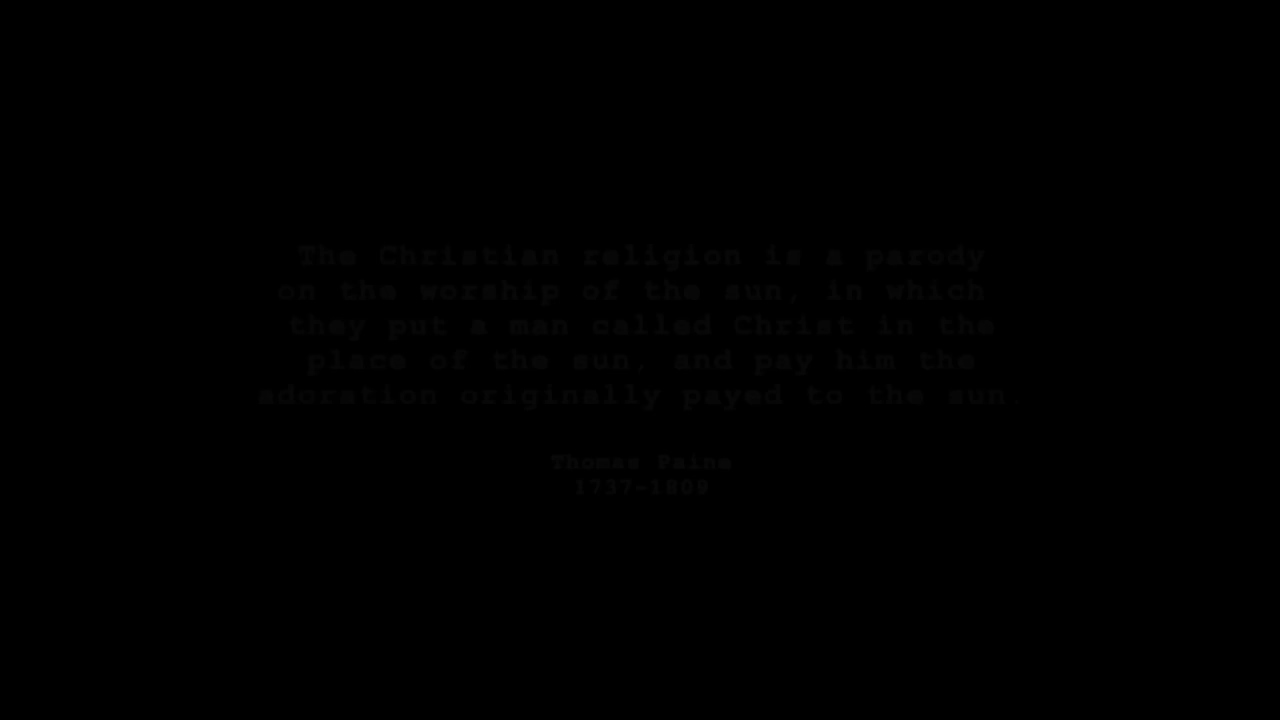 The Christian religion is a parody
on the worship of the sun, in which
they put a man called Christ in the
place of the sun, and pay him the
adoration originally payed to the sun.
Thomas Paine
1737-1809